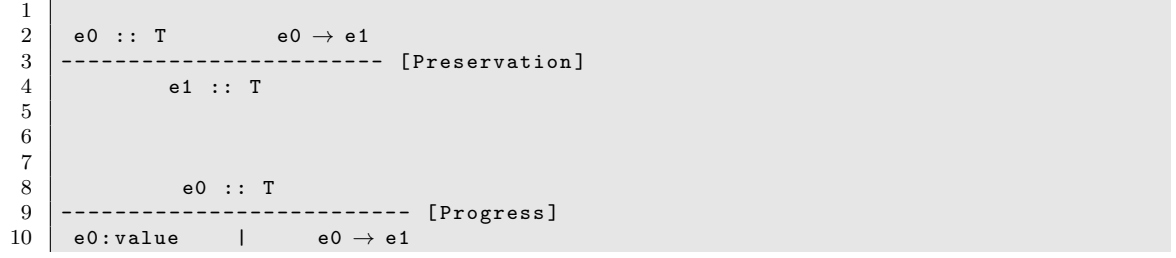 1
2 e0 :: T e0 → e1
3 ------------------------ [Preservation]
4 e1 :: T
5
6
7
8 e0 :: T
9 -------------------------- [Progress]
10 e0:value | e0 → e1